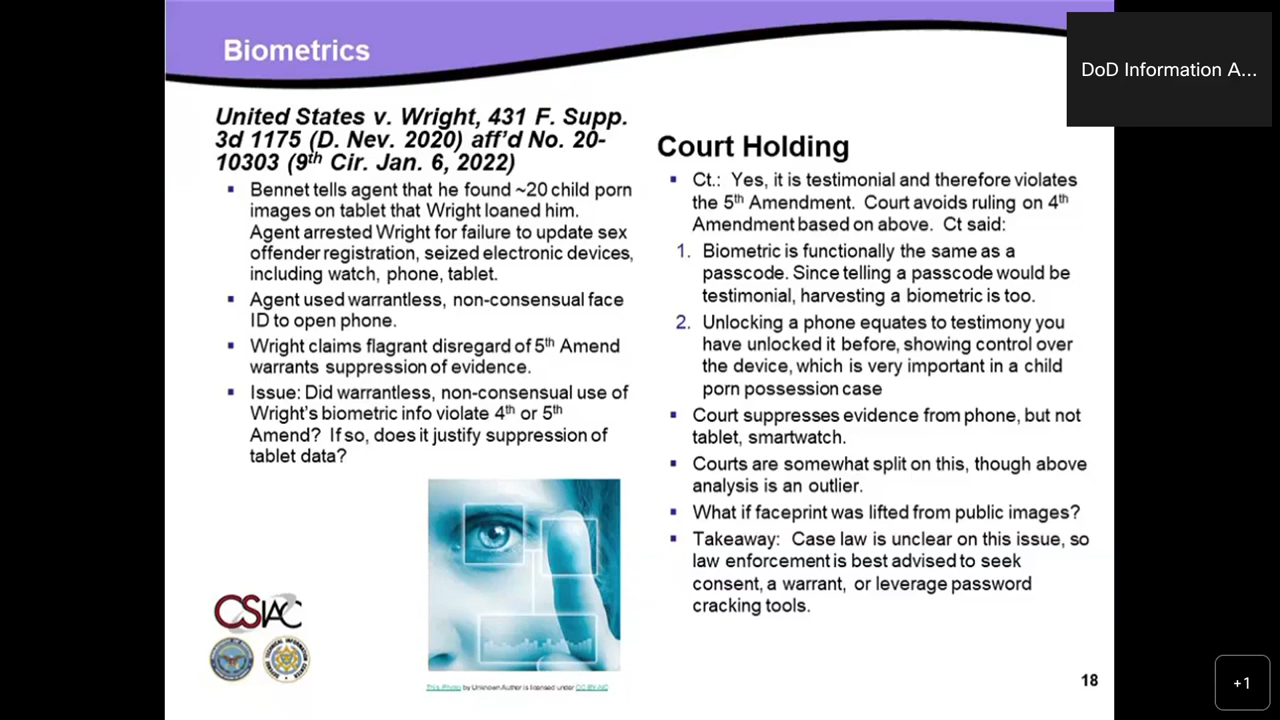 Biometrics
DoD Information A...
United States v. Wright, 431 F. Supp.
3d 1175 (D. Nev. 2020) aff'd No. 20-
10303 (9th Cir. Jan. 6, 2022)
▪ Bennet tells agent that he found ~20 child porn
images on tablet that Wright loaned him.
Agent arrested Wright for failure to update sex
offender registration, seized electronic devices,
including watch, phone, tablet.
▪ Agent used warrantless, non-consensual face
ID to open phone.
▪ Wright claims flagrant disregard of 5th Amend
warrants suppression of evidence.
▪ Issue: Did warrantless, non-consensual use of
Wright's biometric info violate 4th or 5th
Amend? If so, does it justify suppression of
tablet data?
CSIAC
This Photo by Unknown Author is licensed under CC BY-NC
Court Holding
▪ Ct.: Yes, it is testimonial and therefore violates
the 5th Amendment. Court avoids ruling on 4th
Amendment based on above. Ct said:
1. Biometric is functionally the same as a
passcode. Since telling a passcode would be
testimonial, harvesting a biometric is too.
2. Unlocking a phone equates to testimony you
have unlocked it before, showing control over
the device, which is very important in a child
porn possession case
▪ Court suppresses evidence from phone, but not
tablet, smartwatch.
▪ Courts are somewhat split on this, though above
analysis is an outlier.
▪ What if faceprint was lifted from public images?
▪ Takeaway: Case law is unclear on this issue, so
law enforcement is best advised to seek
consent, a warrant, or leverage password
cracking tools.
18
+1